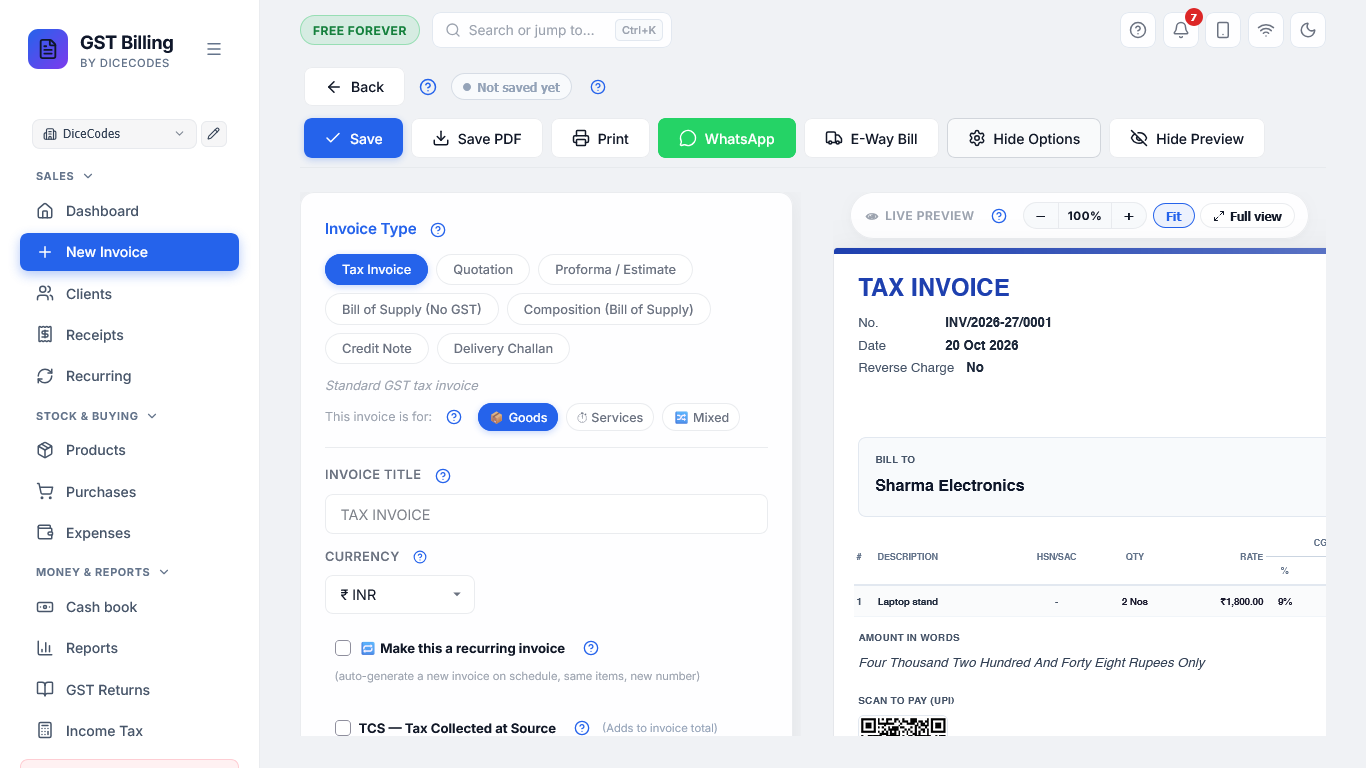 GST Billing
BY DICECODES
DiceCodes
SALES
Dashboard
New Invoice
Clients
Receipts
Recurring
STOCK & BUYING
Products
Purchases
Expenses
MONEY & REPORTS
Cash book
Reports
GST Returns
Income Tax
FREE FOREVER
Search or jump to... Ctrl+K
7
Back
Not saved yet
Save
Save PDF
Print
WhatsApp
E-Way Bill
Hide Options
Hide Preview
Invoice Type
Tax Invoice
Quotation
Proforma / Estimate
Bill of Supply (No GST)
Composition (Bill of Supply)
Credit Note
Delivery Challan
Standard GST tax invoice
This invoice is for: Goods Services Mixed
INVOICE TITLE
TAX INVOICE
CURRENCY
₹ INR
Make this a recurring invoice
(auto-generate a new invoice on schedule, same items, new number)
TCS — Tax Collected at Source (Adds to invoice total)
LIVE PREVIEW
− 100% +
Fit
Full view
TAX INVOICE
No. INV/2026-27/0001
Date 20 Oct 2026
Reverse Charge No
BILL TO
Sharma Electronics
# DESCRIPTION HSN/SAC QTY RATE CG
%
1 Laptop stand - 2 Nos ₹1,800.00 9%
AMOUNT IN WORDS
Four Thousand Two Hundred And Forty Eight Rupees Only
SCAN TO PAY (UPI)